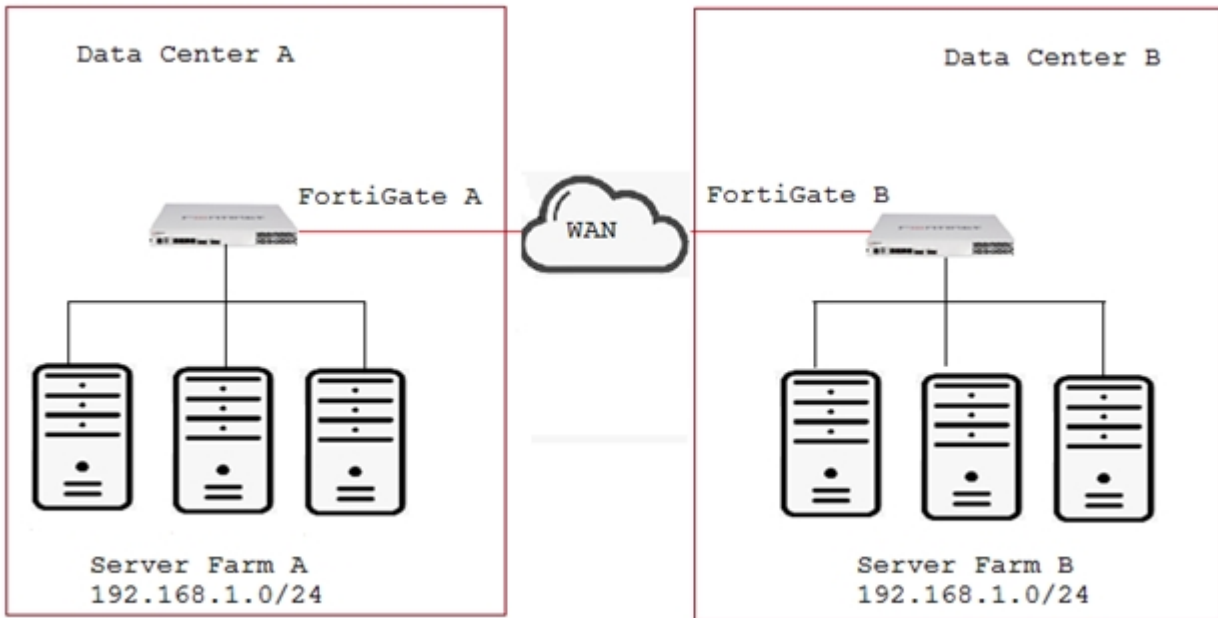 Data Center A
Data Center B
FortiGate A
WAN
FortiGate B
Server Farm A
192.168.1.0/24
Server Farm B
192.168.1.0/24